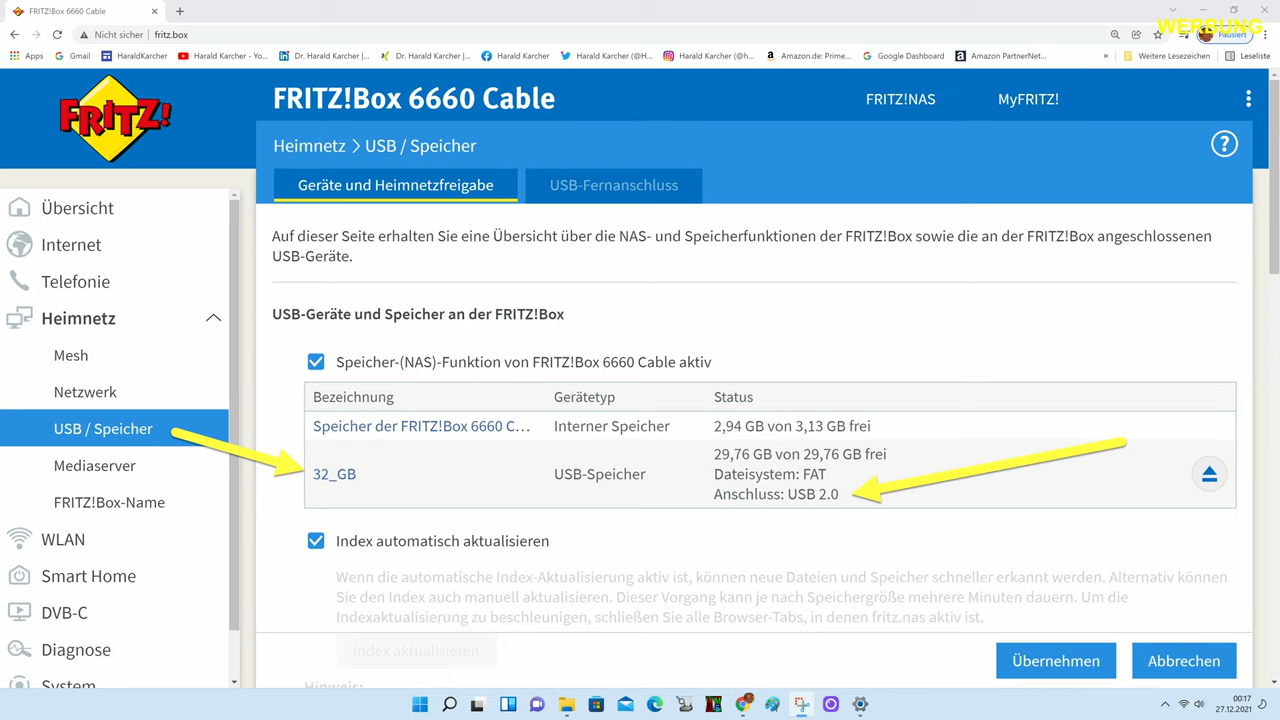 FRITZ!Box 6660 Cable
WERBUNG
Nicht sicher | fritz.box
Pausiert
Apps
Gmail
HaraldKarcher
Harald Karcher - Yo...
Dr. Harald Karcher |...
Dr. Harald Karcher |...
Harald Karcher
Harald Karcher (@H...
Harald Karcher (@h...
Amazon.de: Prime...
Google Dashboard
Amazon PartnerNet...
»
Weitere Lesezeichen
Leseliste
FRITZ!
FRITZ!Box 6660 Cable
FRITZ!NAS
MyFRITZ!
Heimnetz > USB / Speicher
?
Geräte und Heimnetzfreigabe
USB-Fernanschluss
Übersicht
Internet
Telefonie
Heimnetz
Mesh
Netzwerk
USB / Speicher
Mediaserver
FRITZ!Box-Name
WLAN
Smart Home
DVB-C
Diagnose
System
Auf dieser Seite erhalten Sie eine Übersicht über die NAS- und Speicherfunktionen der FRITZ!Box sowie die an der FRITZ!Box angeschlossenen
USB-Geräte.
USB-Geräte und Speicher an der FRITZ!Box
Speicher-(NAS)-Funktion von FRITZ!Box 6660 Cable aktiv
Bezeichnung Gerätetyp Status
Speicher der FRITZ!Box 6660 C... Interner Speicher 2,94 GB von 3,13 GB frei
29,76 GB von 29,76 GB frei
32_GB USB-Speicher Dateisystem: FAT
Anschluss: USB 2.0
Index automatisch aktualisieren
Wenn die automatische Index-Aktualisierung aktiv ist, können neue Dateien und Speicher schneller erkannt werden. Alternativ können
Sie den Index auch manuell aktualisieren. Dieser Vorgang kann je nach Speichergröße mehrere Minuten dauern. Um die
Indexaktualisierung zu beschleunigen, schließen Sie alle Browser-Tabs, in denen fritz.nas aktiv ist.
Index aktualisieren
Hinweis:
Übernehmen
Abbrechen
00:17
27.12.2021